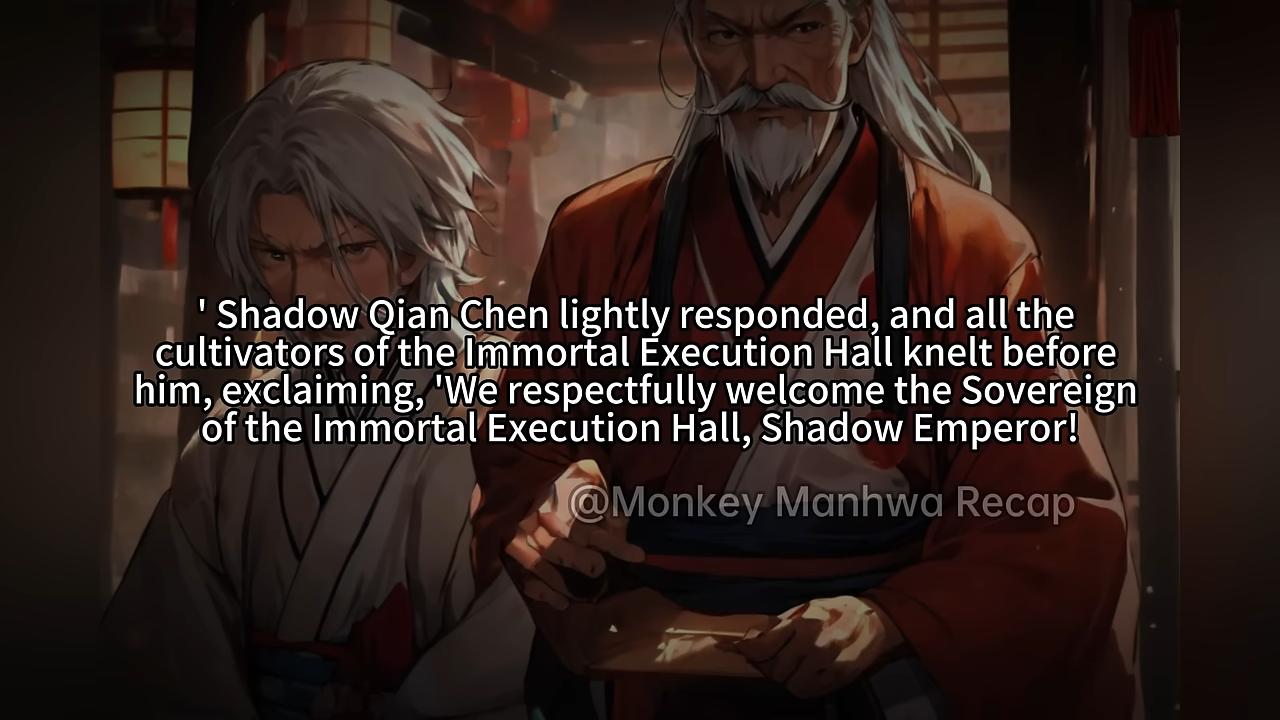 ' Shadow Qian Chen lightly responded, and all the
cultivators of the Immortal Execution Hall knelt before
him, exclaiming, 'We respectfully welcome the Sovereign
of the Immortal Execution Hall, Shadow Emperor!
@Monkey Manhwa Recap